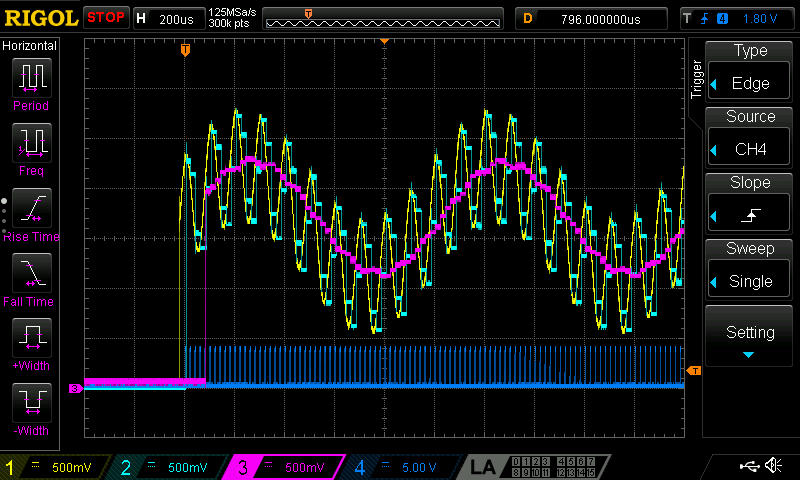 RIGOL STOP H 200us 125MSa/s D 796.000000us T 4 1.80 V
300k pts
T
Horizontal
Period
Freq
Rise Time
Fall Time
+Width
-Width
T
3
T
Trigger
Type
Edge
Source
CH4
Slope
Sweep
Single
Setting
1 = 500mV 2 = 500mV 3 = 500mV 4 = 5.00 V LA 0 1 2 3 4 5 6 7
8 9 10 11 12 13 14 15